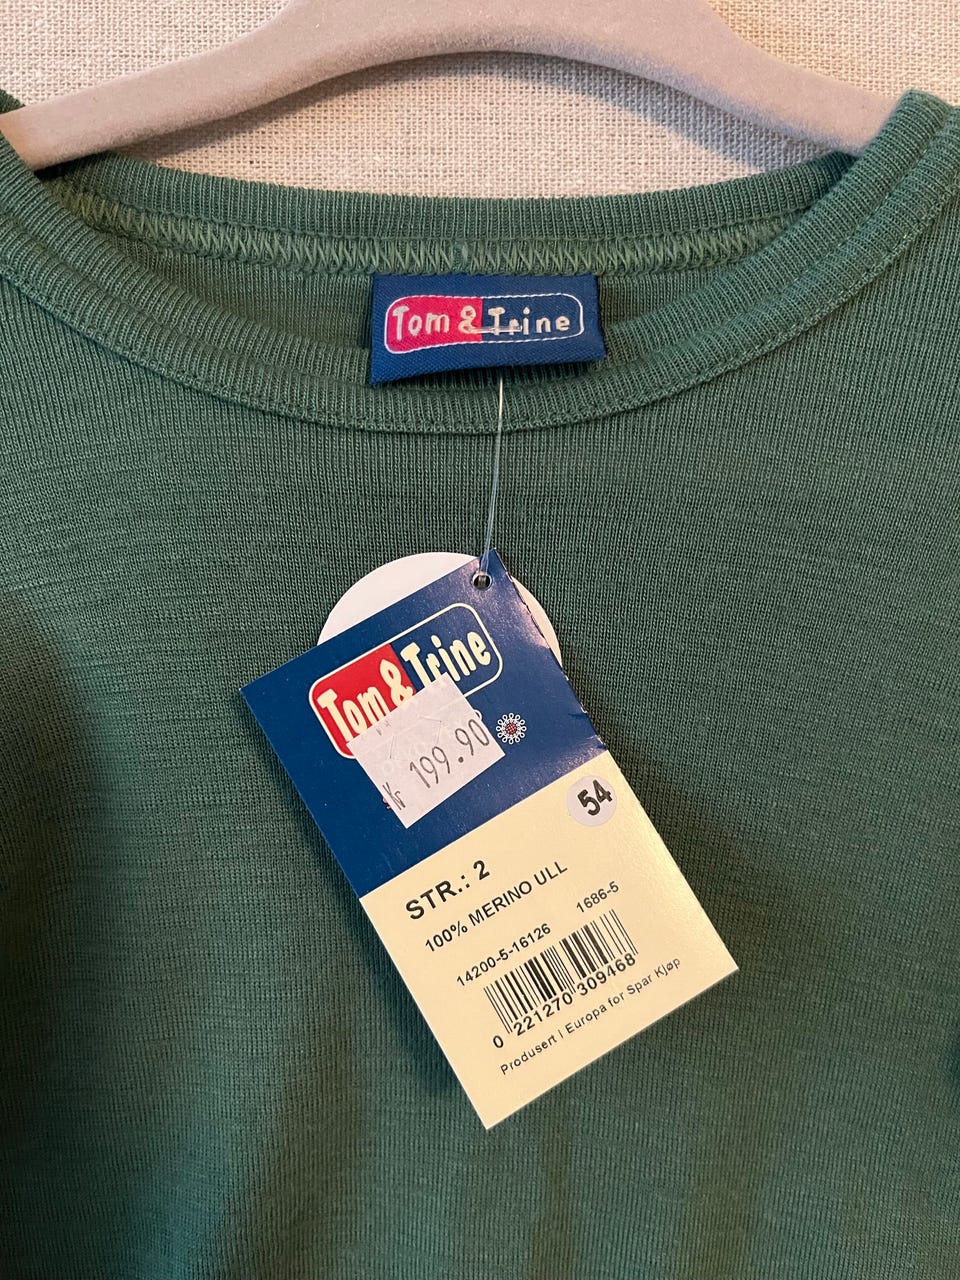 Tom & Trine
Tom & Trine
Kr 199.90
54
STR.: 2
100% MERINO ULL
14200-5-16126 1686-5
0 221270 309468
Produsert i Europa for Spar Kjøp